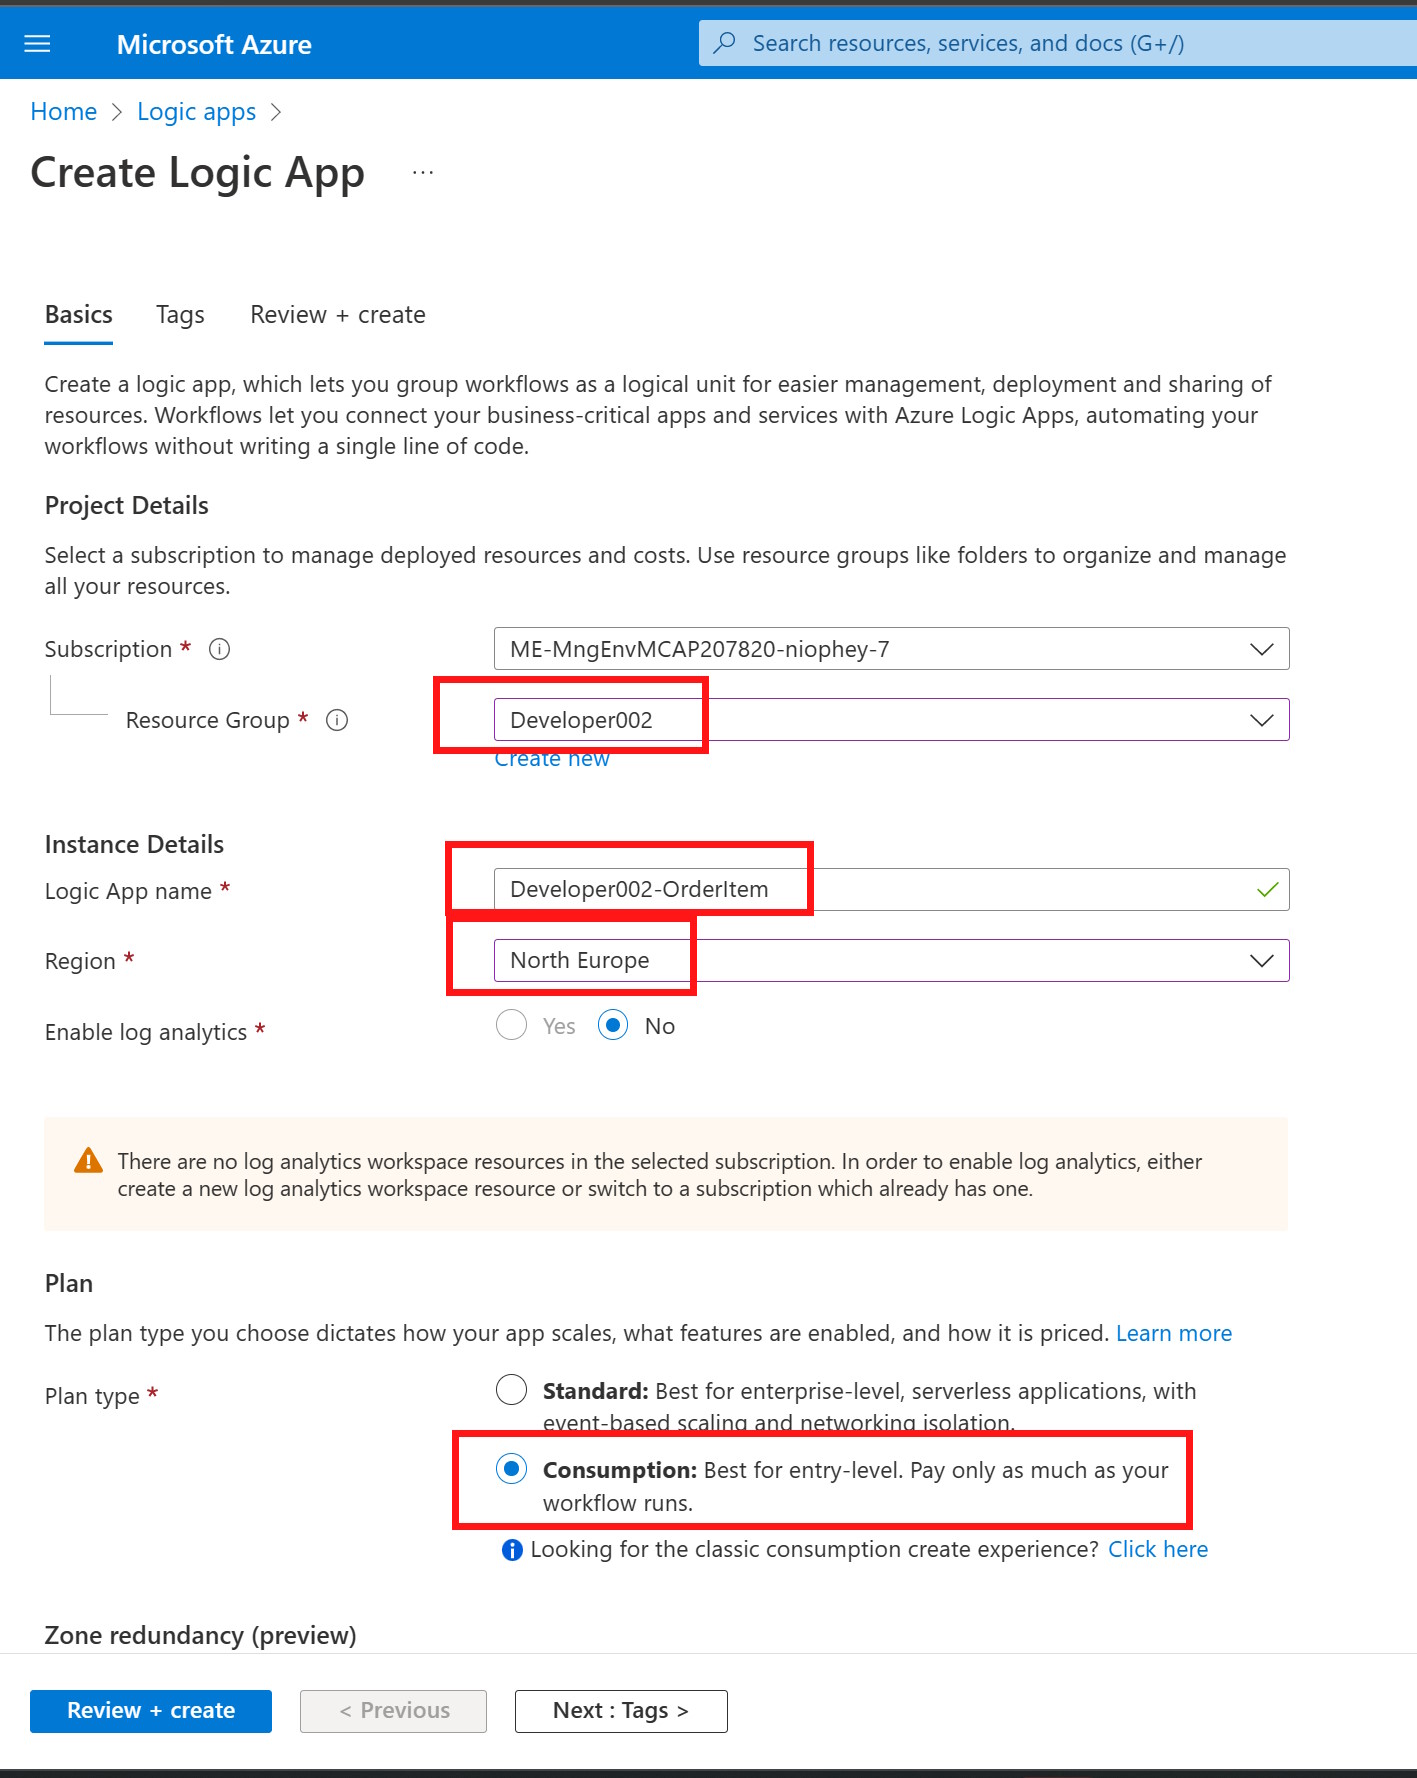 Microsoft Azure
Search resources, services, and docs (G+/)
Home > Logic apps >
Create Logic App ...
Basics Tags Review + create
Create a logic app, which lets you group workflows as a logical unit for easier management, deployment and sharing of
resources. Workflows let you connect your business-critical apps and services with Azure Logic Apps, automating your
workflows without writing a single line of code.
Project Details
Select a subscription to manage deployed resources and costs. Use resource groups like folders to organize and manage
all your resources.
Subscription * ME-MngEnvMCAP207820-niophey-7
Resource Group * Developer002
Create new
Instance Details
Logic App name * Developer002-OrderItem
Region * North Europe
Enable log analytics * Yes No
There are no log analytics workspace resources in the selected subscription. In order to enable log analytics, either
create a new log analytics workspace resource or switch to a subscription which already has one.
Plan
The plan type you choose dictates how your app scales, what features are enabled, and how it is priced. Learn more
Plan type * Standard: Best for enterprise-level, serverless applications, with
event-based scaling and networking isolation.
Consumption: Best for entry-level. Pay only as much as your
workflow runs.
Looking for the classic consumption create experience? Click here
Zone redundancy (preview)
Review + create < Previous Next : Tags >